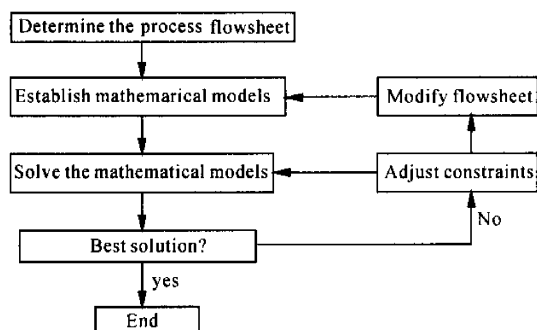 Determine the process flowsheet
Establish mathemarical models
Modify flowsheet
Solve the mathematical models
Adjust constraints
No
Best solution?
yes
End